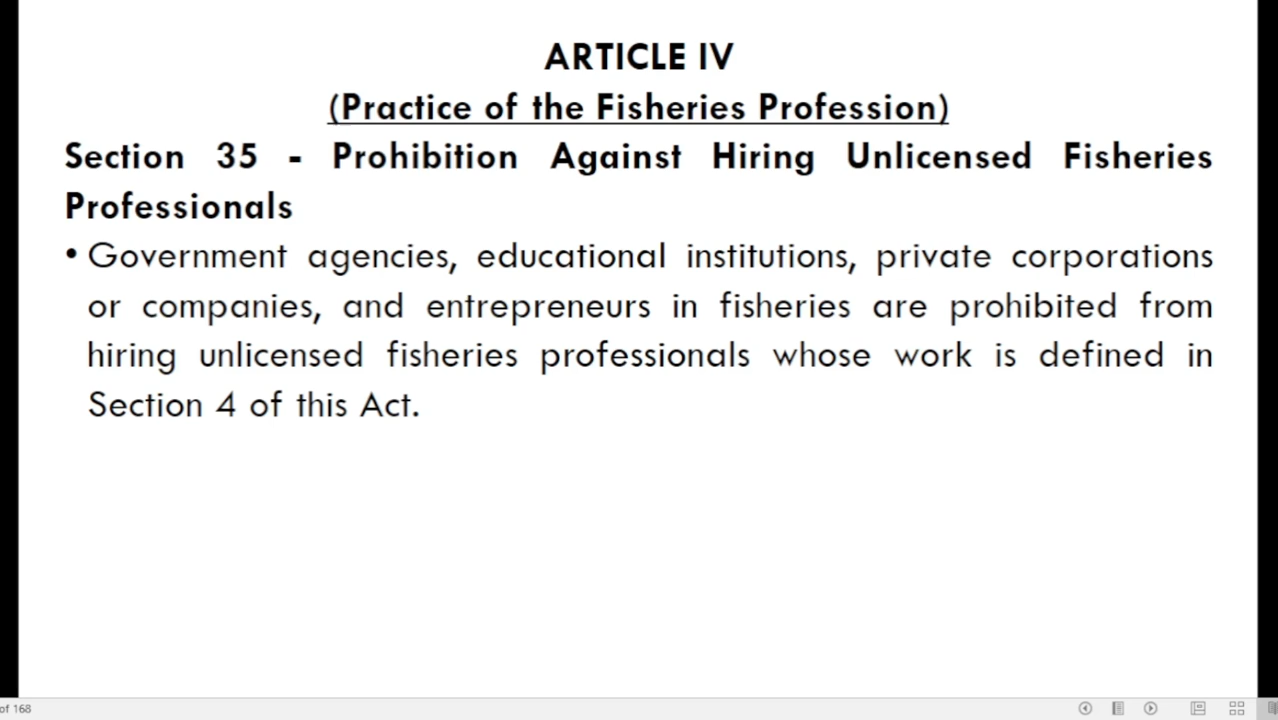 ARTICLE IV
(Practice of the Fisheries Profession)
Section 35 - Prohibition Against Hiring Unlicensed Fisheries
Professionals
• Government agencies, educational institutions, private corporations
or companies, and entrepreneurs in fisheries are prohibited from
hiring unlicensed fisheries professionals whose work is defined in
Section 4 of this Act.
of 168